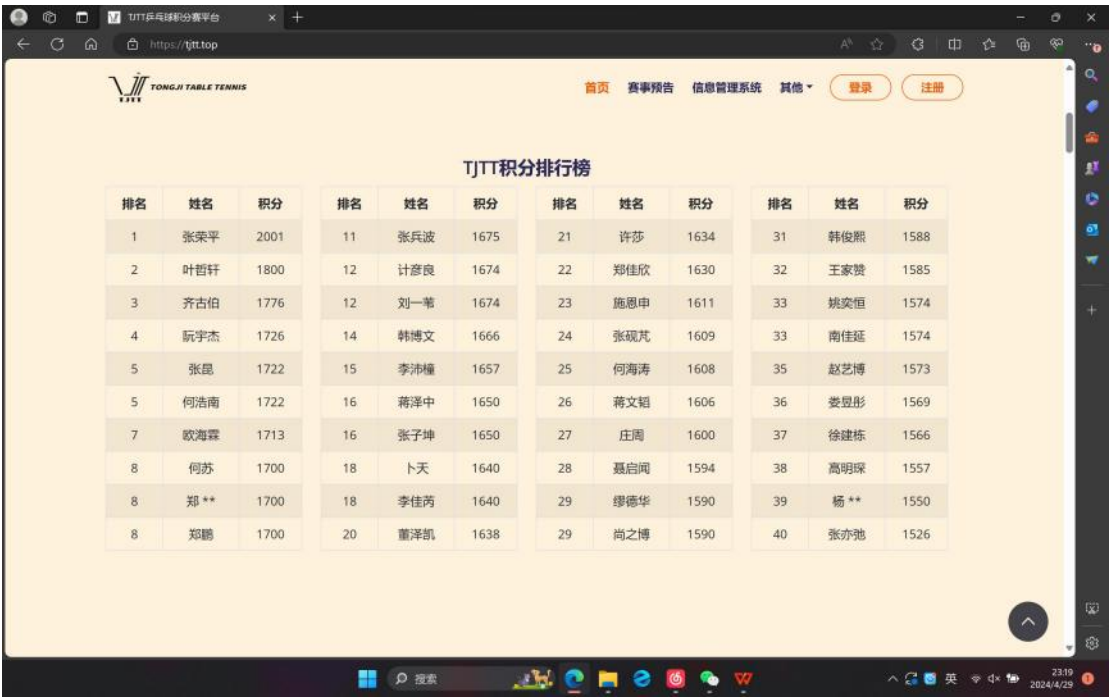 TJTT乒乓球积分赛平台
https://tjtt.top
TJTT
TONGJI TABLE TENNIS
首页 赛事预告 信息管理系统 其他 登录 注册
TJTT积分排行榜
排名 姓名 积分 排名 姓名 积分 排名 姓名 积分 排名 姓名 积分
1 张荣平 2001 11 张兵波 1675 21 许莎 1634 31 韩俊熙 1588
2 叶哲轩 1800 12 计彦良 1674 22 郑佳欣 1630 32 王家赞 1585
3 齐古伯 1776 12 刘一苇 1674 23 施恩申 1611 33 姚奕恒 1574
4 阮宇杰 1726 14 韩博文 1666 24 张砚芃 1609 33 南佳延 1574
5 张昆 1722 15 李沛橦 1657 25 何海涛 1608 35 赵艺博 1573
5 何浩南 1722 16 蒋泽中 1650 26 蒋文韬 1606 36 娄昱彤 1569
7 欧海霖 1713 16 张子坤 1650 27 庄周 1600 37 徐建栋 1566
8 何苏 1700 18 卜天 1640 28 聂启闻 1594 38 高明琛 1557
8 郑 ** 1700 18 李佳芮 1640 29 缪德华 1590 39 杨 ** 1550
8 郑鹏 1700 20 董泽凯 1638 29 尚之博 1590 40 张亦弛 1526
搜索
英
23:19
2024/4/29